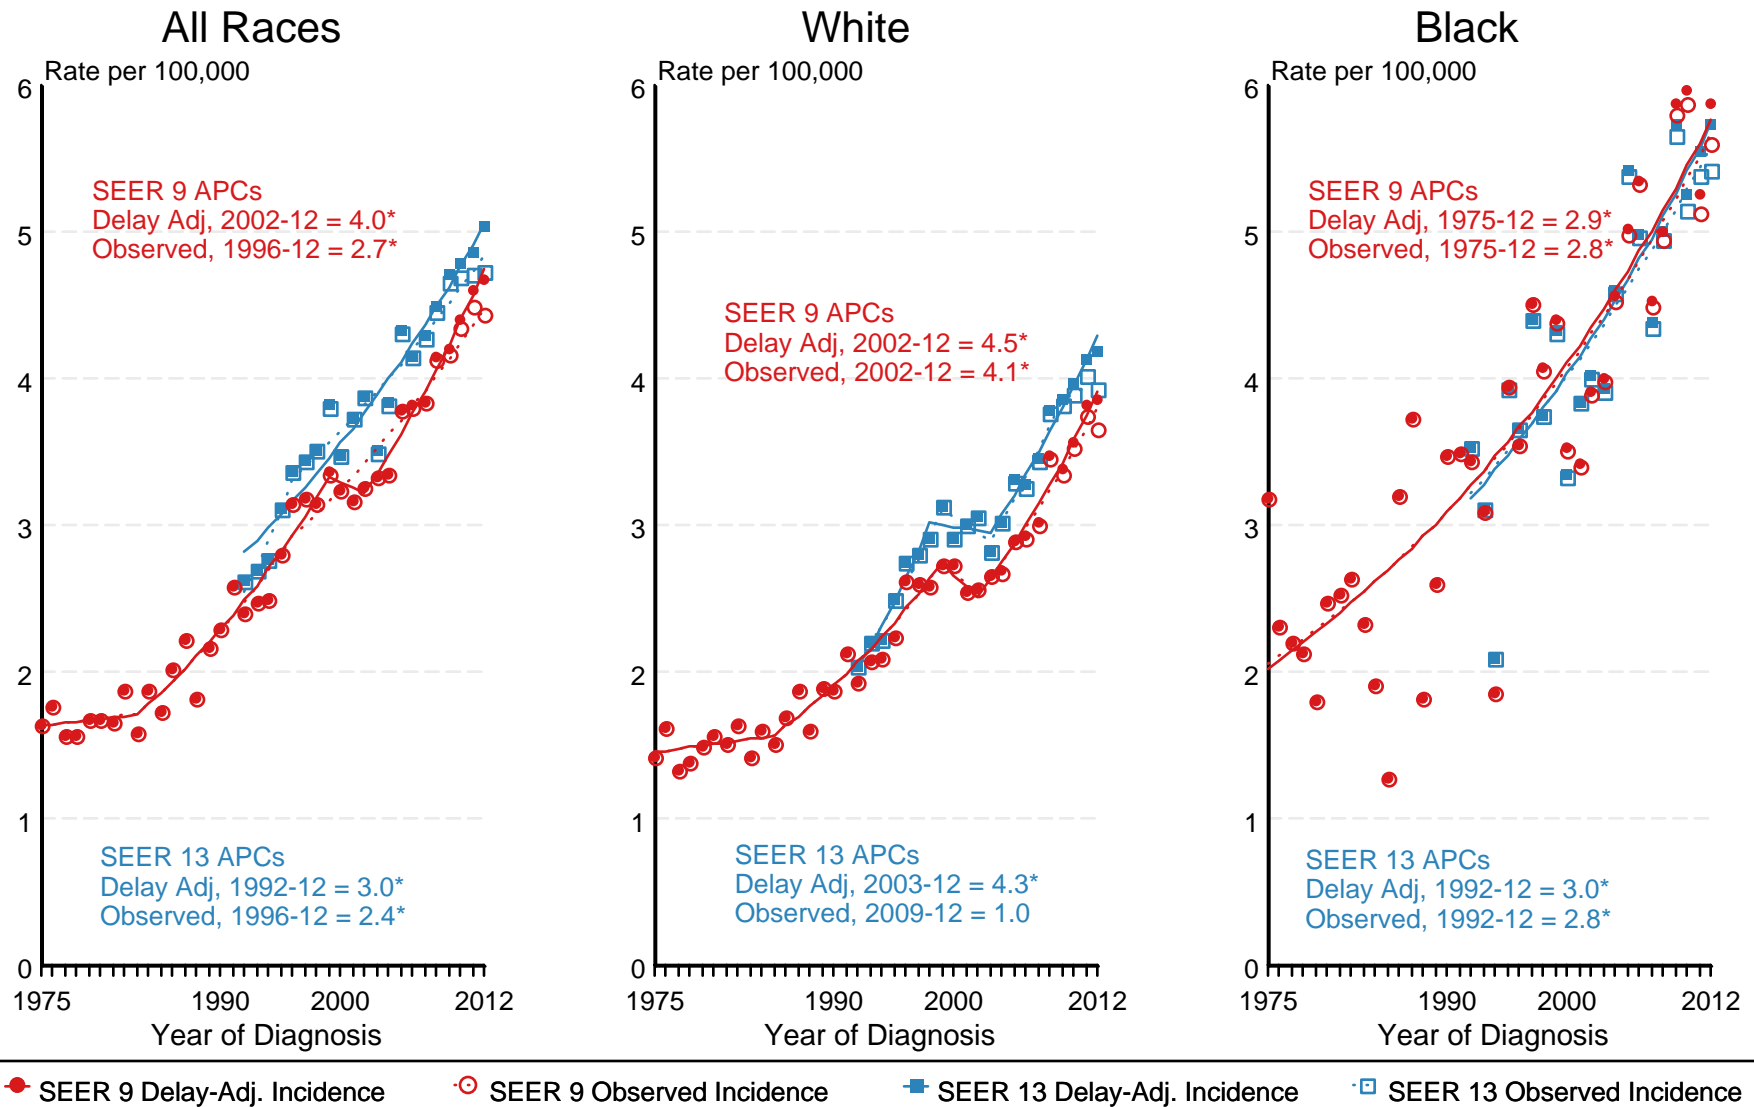 All Races
Rate per 100,000
6
5
4
3
2
1
0
SEER 9 APCs
Delay Adj, 2002-12 = 4.0*
Observed, 1996-12 = 2.7*
SEER 13 APCs
Delay Adj, 1992-12 = 3.0*
Observed, 1996-12 = 2.4*
1975 1990 2000 2012
Year of Diagnosis
White
Rate per 100,000
6
5
4
3
2
1
0
SEER 9 APCs
Delay Adj, 2002-12 = 4.5*
Observed, 2002-12 = 4.1*
SEER 13 APCs
Delay Adj, 2003-12 = 4.3*
Observed, 2009-12 = 1.0
1975 1990 2000 2012
Year of Diagnosis
Black
Rate per 100,000
6
5
4
3
2
1
0
SEER 9 APCs
Delay Adj, 1975-12 = 2.9*
Observed, 1975-12 = 2.8*
SEER 13 APCs
Delay Adj, 1992-12 = 3.0*
Observed, 1992-12 = 2.8*
1975 1990 2000 2012
Year of Diagnosis
SEER 9 Delay-Adj. Incidence
SEER 9 Observed Incidence
SEER 13 Delay-Adj. Incidence
SEER 13 Observed Incidence